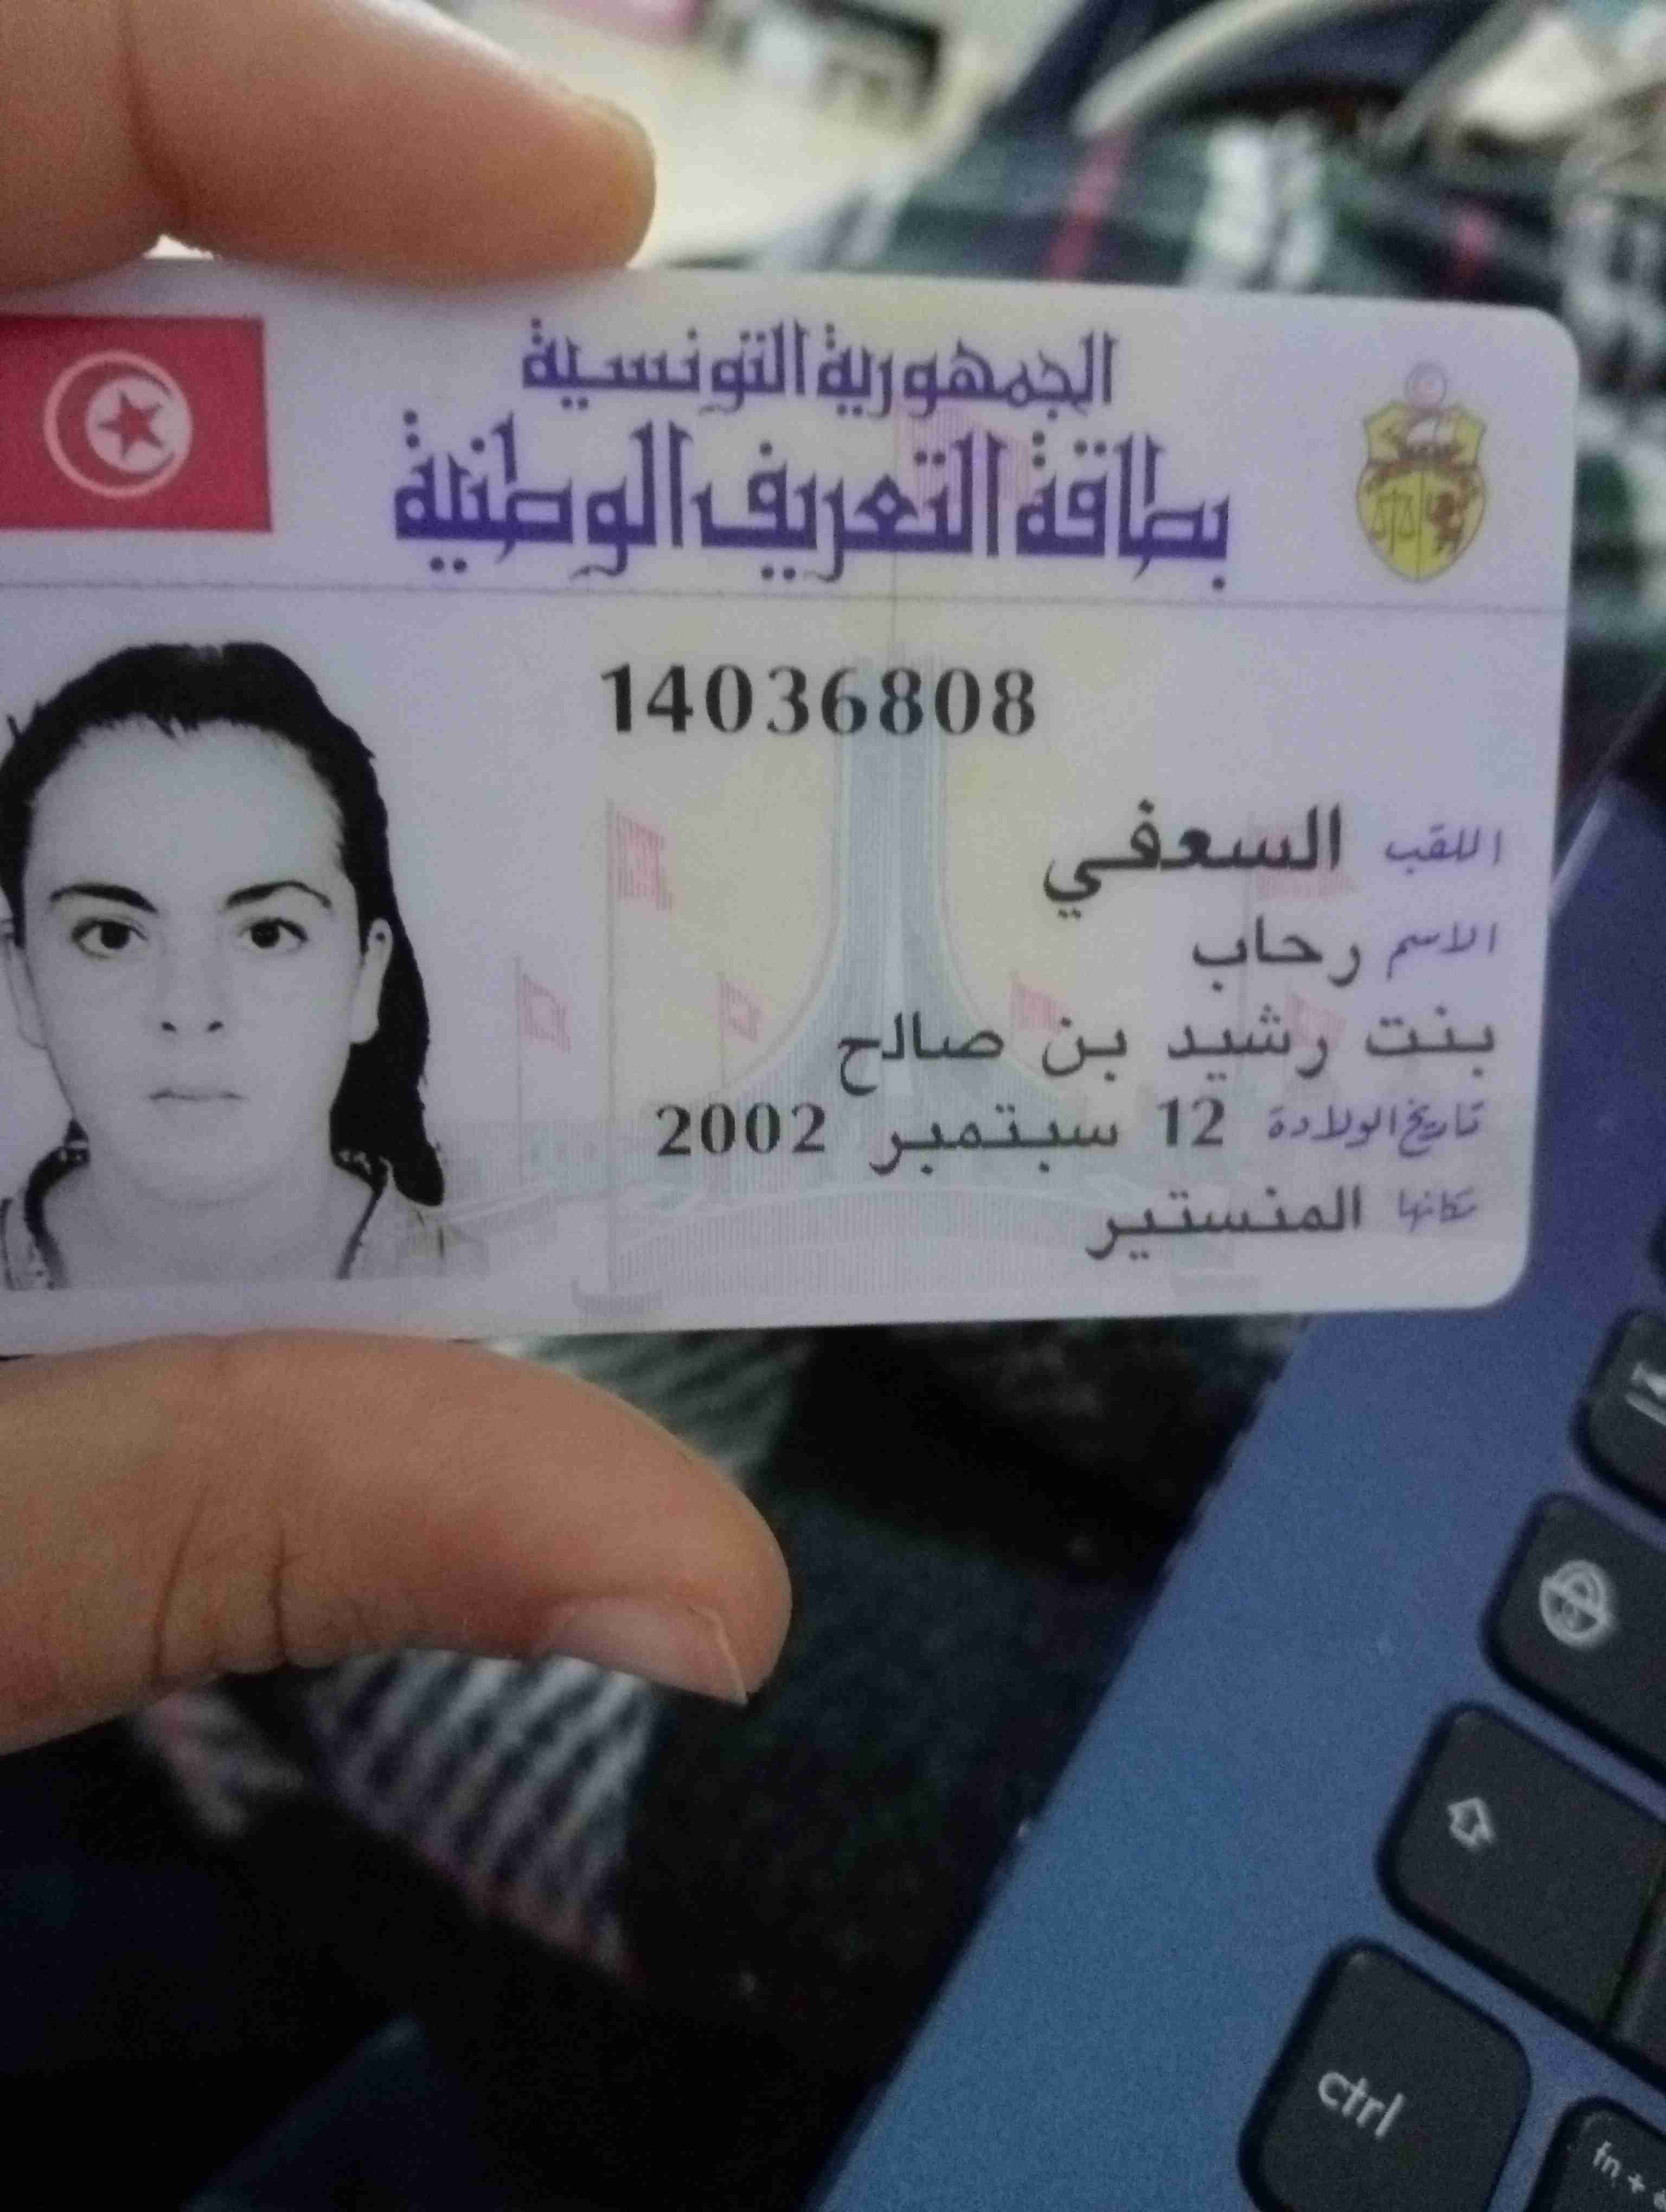 الجمهورية التونسية
بطاقة التعريف الوطنية
14036808
اللقب السعفي
الاسم رحاب
بنت رشيد بن صالح
تاريخ الولادة 12 سبتمبر 2002
مكانها المنستير
ctrl
fn +